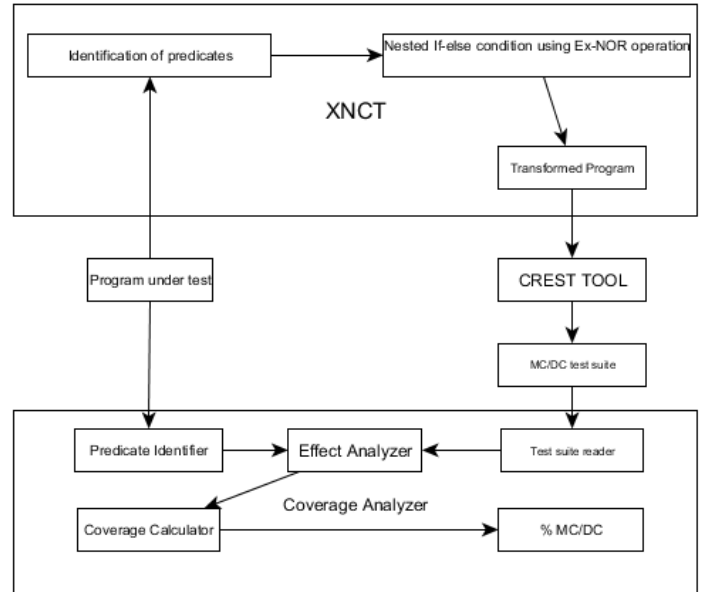 Identification of predicates
Nested If-else condition using Ex-NOR operation
XNCT
Transformed Program
Program under test
CREST TOOL
MC/DC test suite
Predicate Identifier
Effect Analyzer
Test suite reader
Coverage Analyzer
Coverage Calculator
% MC/DC